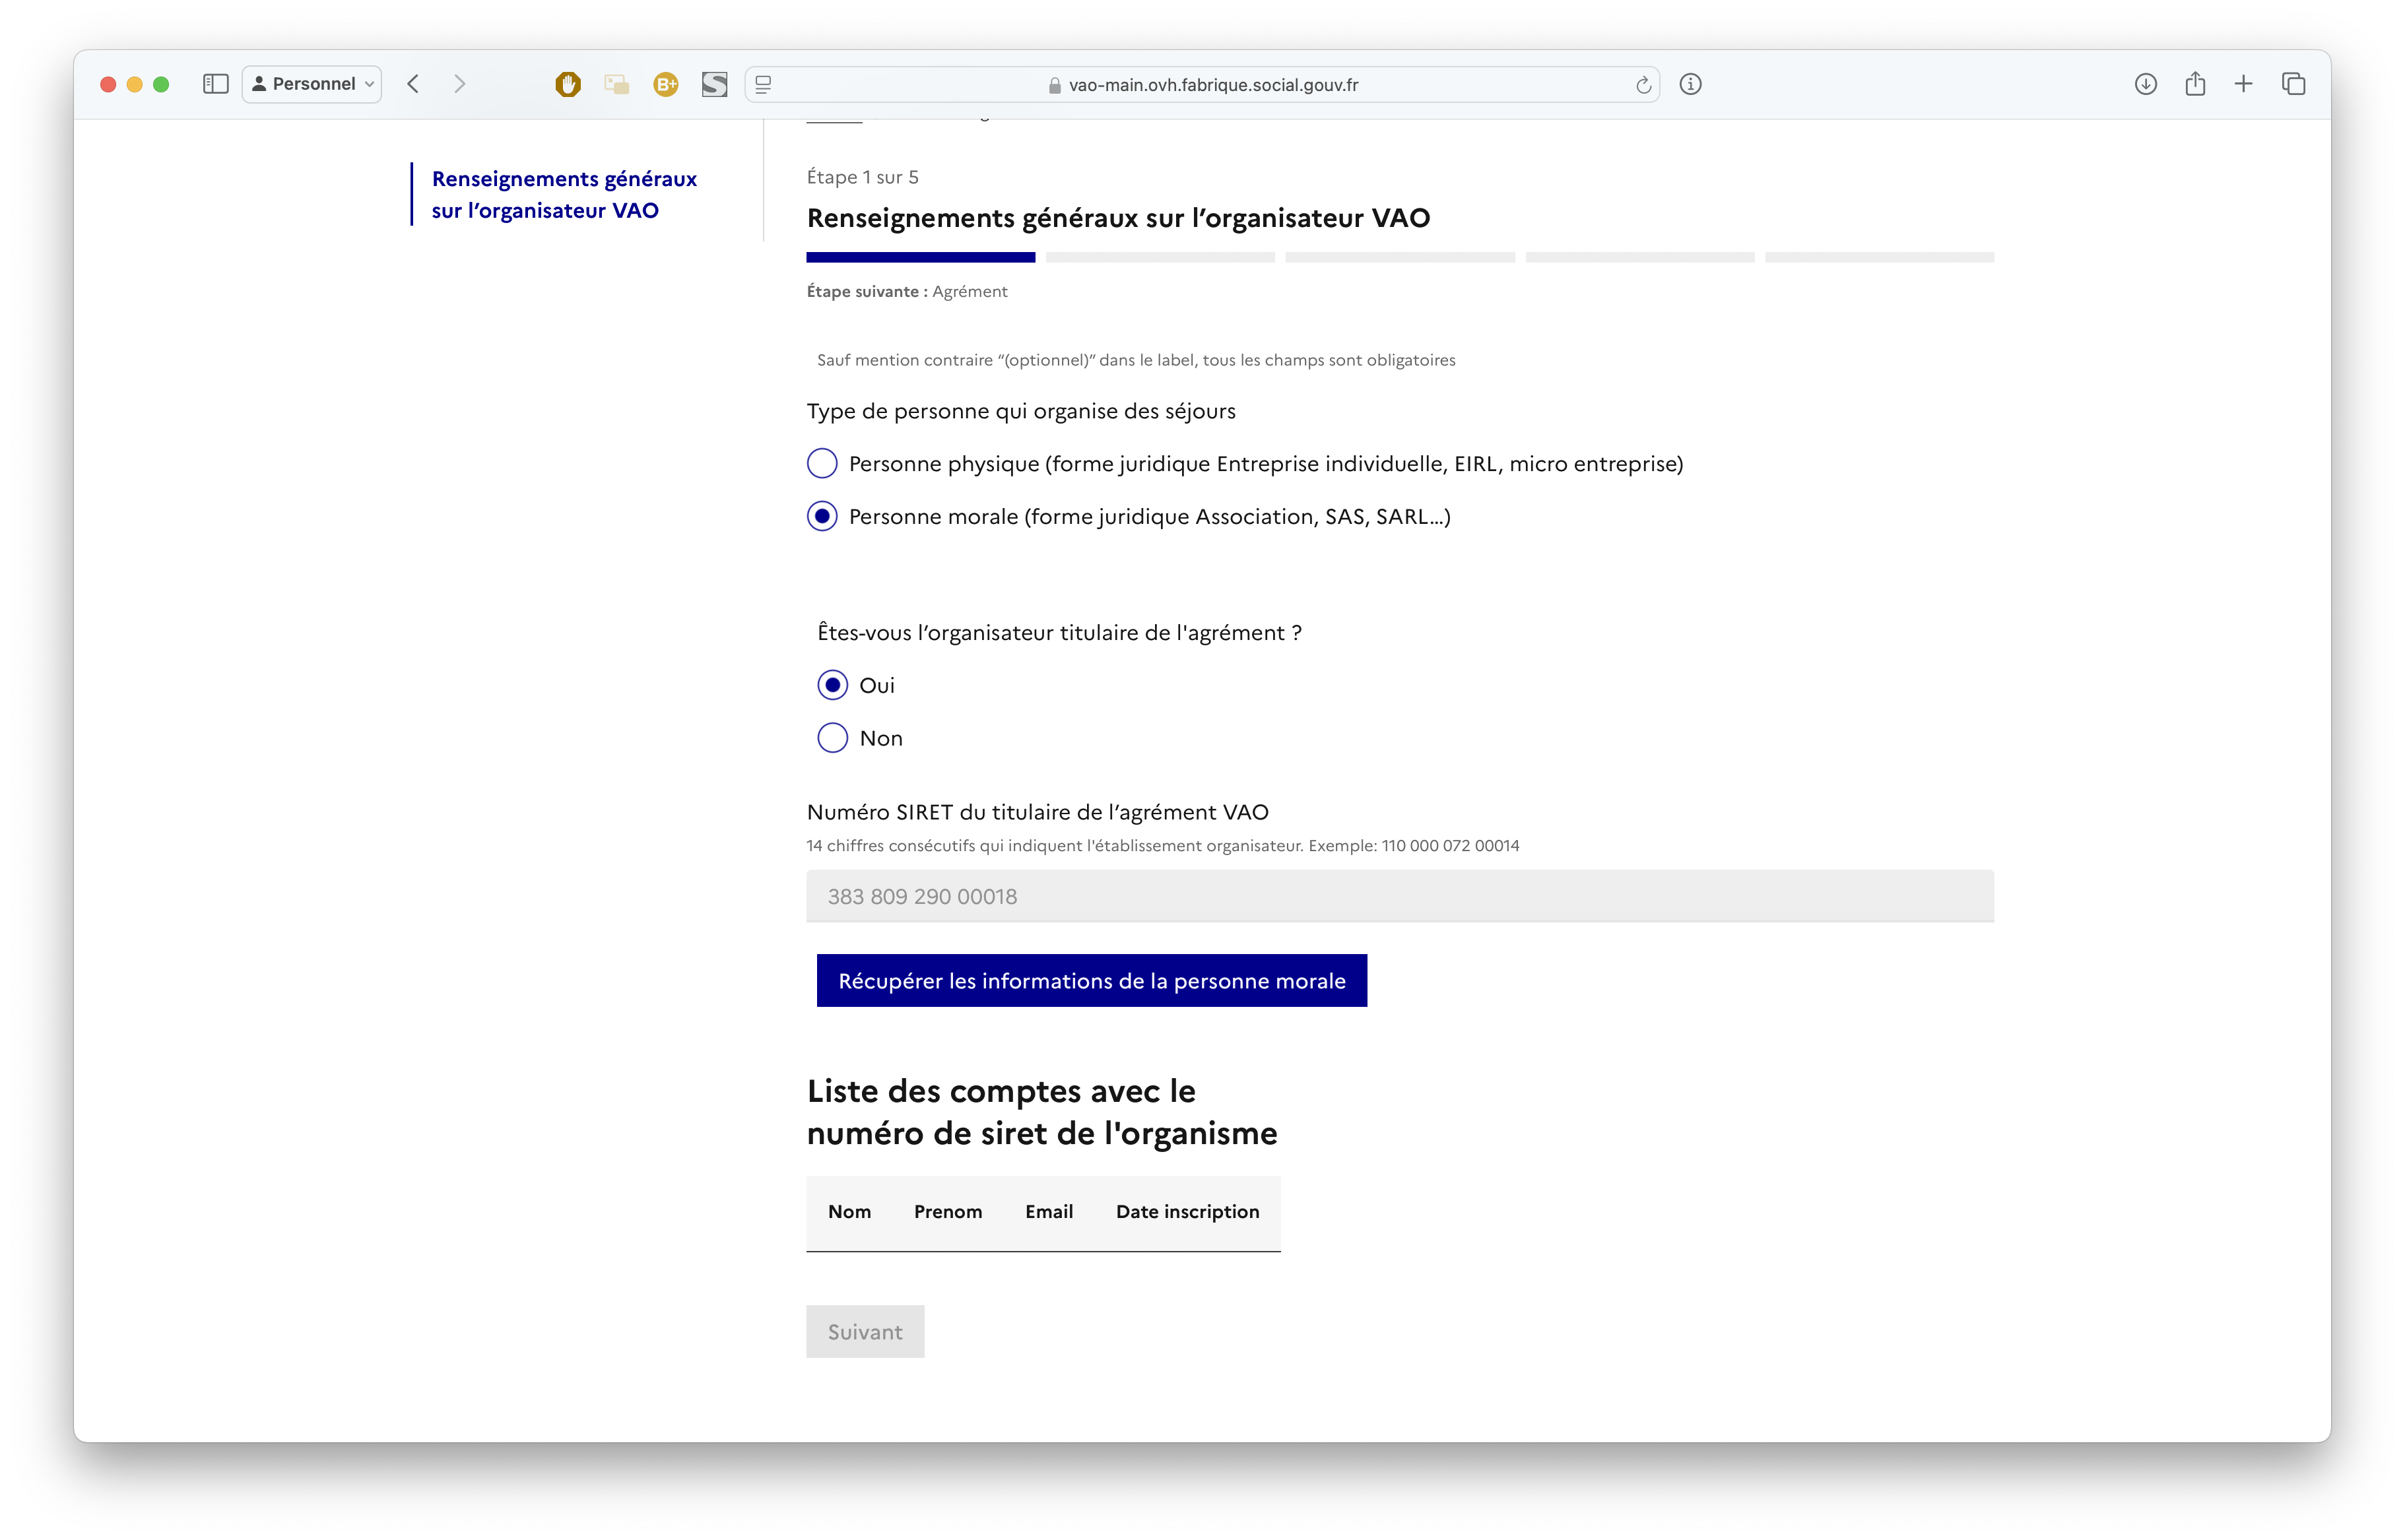 Personnel
B+
vao-main.ovh.fabrique.social.gouv.fr
Renseignements généraux
sur l’organisateur VAO
Étape 1 sur 5
Renseignements généraux sur l’organisateur VAO
Étape suivante : Agrément
Sauf mention contraire “(optionnel)” dans le label, tous les champs sont obligatoires
Type de personne qui organise des séjours
Personne physique (forme juridique Entreprise individuelle, EIRL, micro entreprise)
Personne morale (forme juridique Association, SAS, SARL…)
Êtes-vous l’organisateur titulaire de l'agrément ?
Oui
Non
Numéro SIRET du titulaire de l’agrément VAO
14 chiffres consécutifs qui indiquent l'établissement organisateur. Exemple: 110 000 072 00014
383 809 290 00018
Récupérer les informations de la personne morale
Liste des comptes avec le
numéro de siret de l'organisme
Nom Prenom Email Date inscription
Suivant